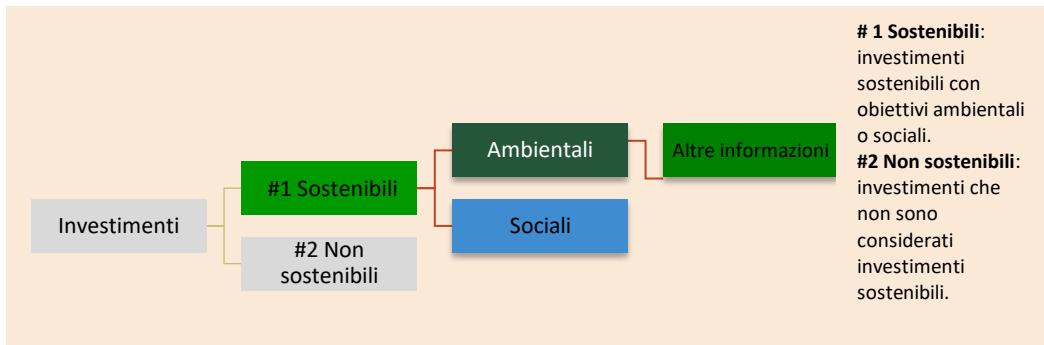 Investimenti
#1 Sostenibili
#2 Non
sostenibili
Ambientali
Sociali
Altre informazioni
# 1 Sostenibili:
investimenti
sostenibili con
obiettivi ambientali
o sociali.
#2 Non sostenibili:
investimenti che
non sono
considerati
investimenti
sostenibili.